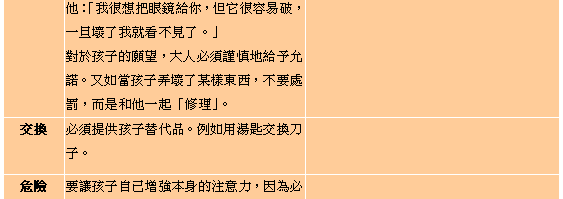 他：「我很想把眼鏡給你，但它很容易破，
一旦壞了我就看不見了。」
對於孩子的願望，大人必須謹慎地給予允
諾。又如當孩子弄壞了某樣東西，不要處
罰，而是和他一起「修理」。
交換 必須提供孩子替代品。例如用湯匙交換刀
子。
危險 要讓孩子自己增強本身的注意力，因為必